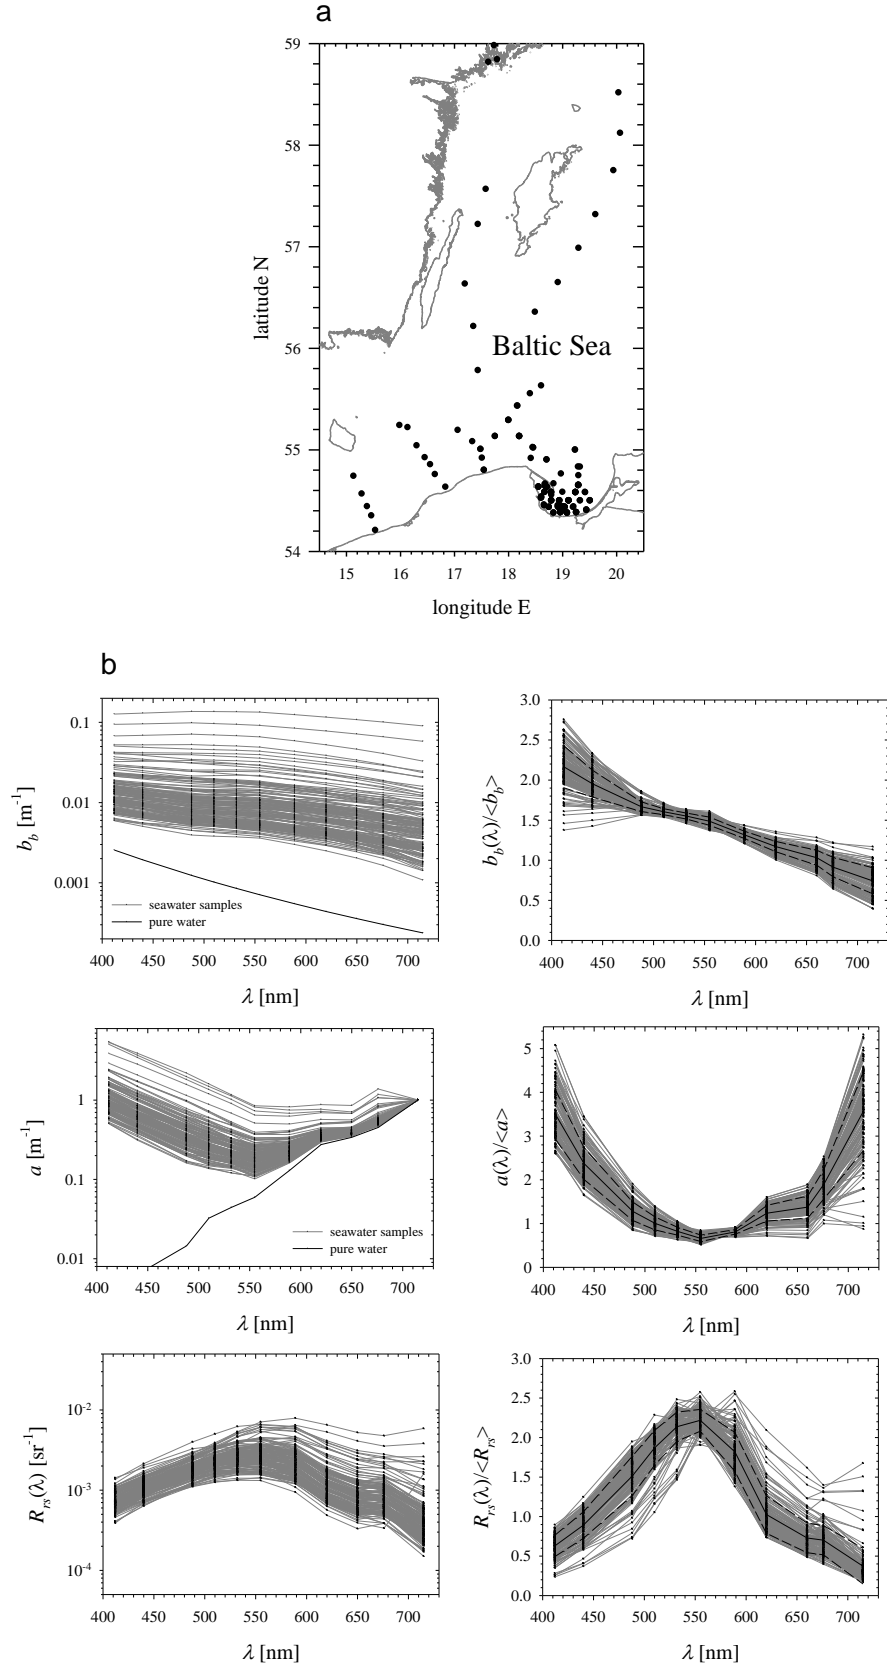 a
59
58
57
56
55
54
latitude N
Baltic Sea
15 16 17 18 19 20
longitude E
b
0.1
0.01
0.001
b_b [m^-1]
seawater samples
pure water
400 450 500 550 600 650 700
λ [nm]
3.0
2.5
2.0
1.5
1.0
0.5
0.0
b_b(λ)/<b_b>
400 450 500 550 600 650 700
λ [nm]
1
0.1
0.01
a [m^-1]
seawater samples
pure water
400 450 500 550 600 650 700
λ [nm]
5
4
3
2
1
0
a(λ)/<a>
400 450 500 550 600 650 700
λ [nm]
10^-2
10^-3
10^-4
R_rs(λ) [sr^-1]
400 450 500 550 600 650 700
λ [nm]
3.0
2.5
2.0
1.5
1.0
0.5
0.0
R_rs(λ)/<R_rs>
400 450 500 550 600 650 700
λ [nm]